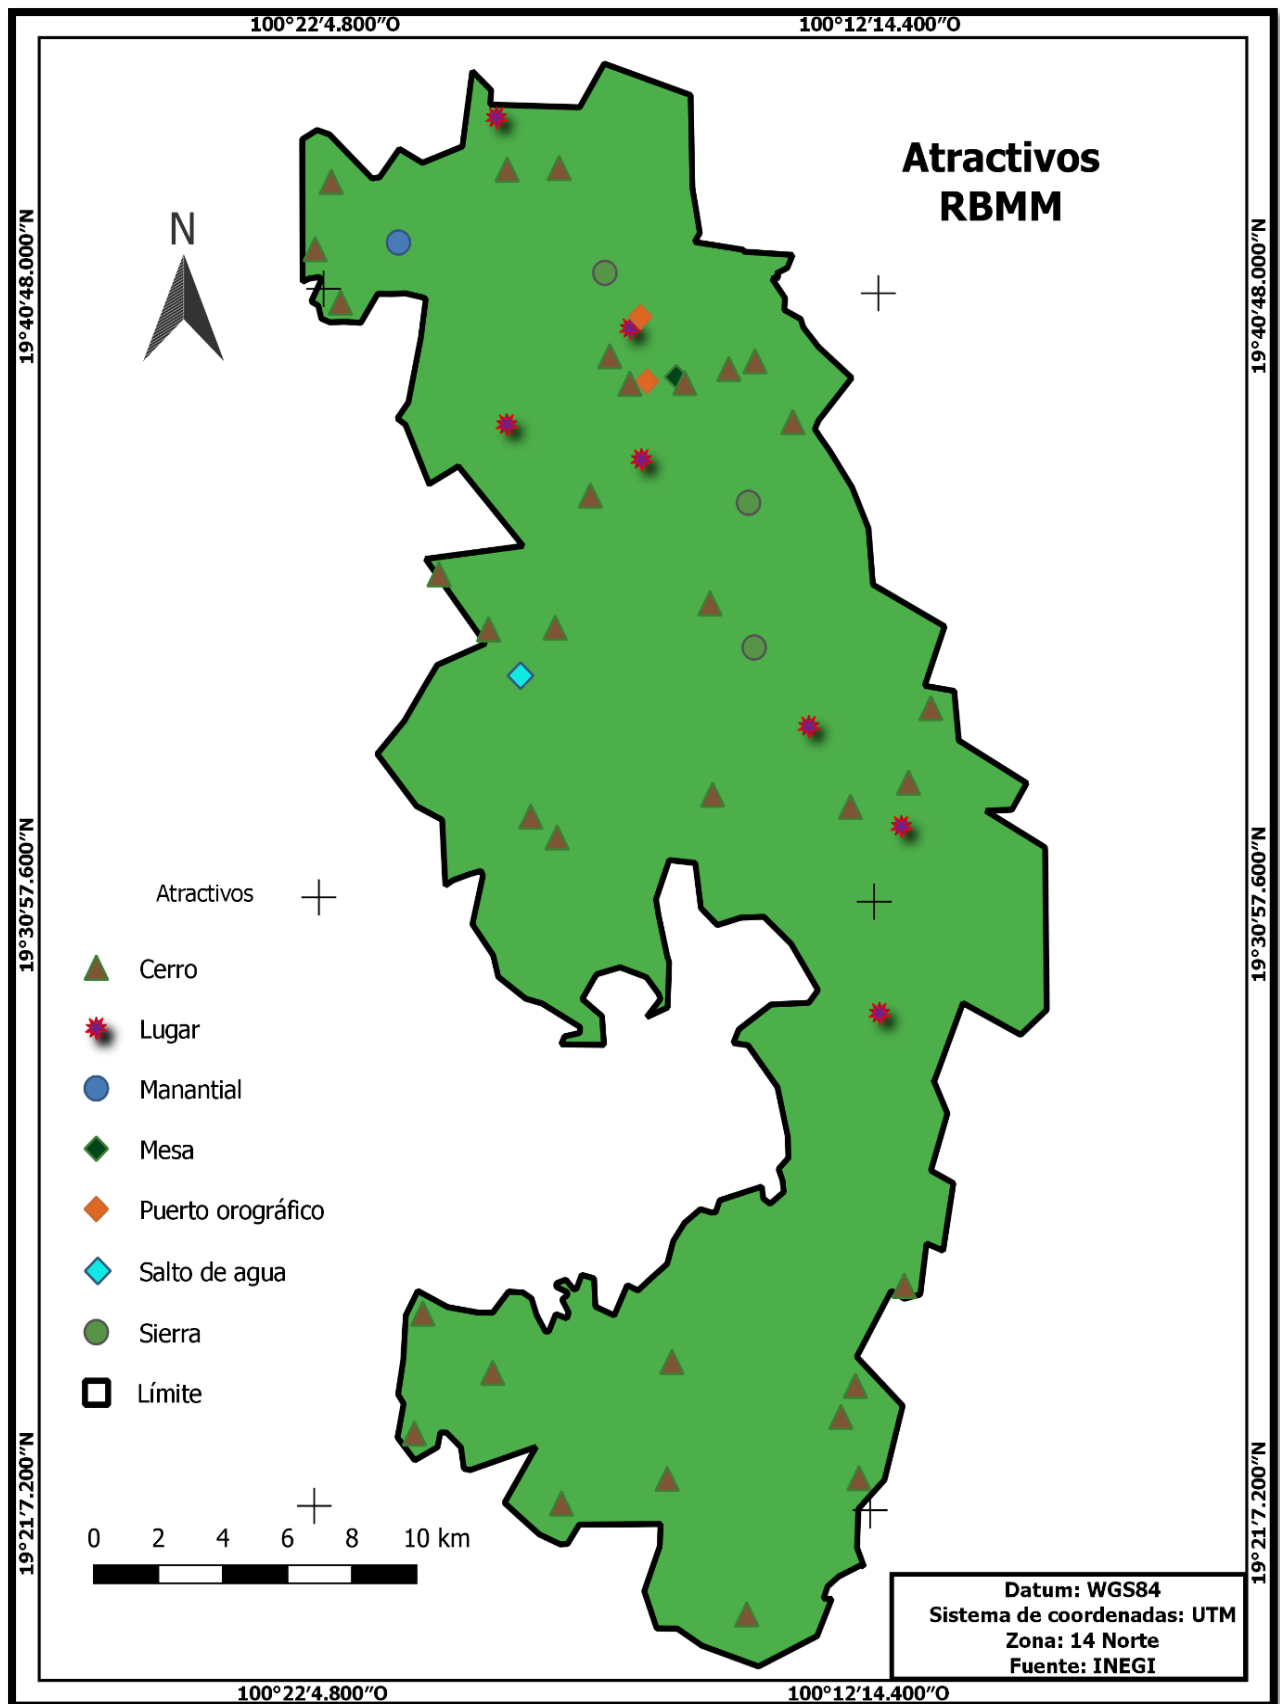 100°22′4.800″O
100°12′14.400″O
Atractivos
RBMM
N
19°40′48.000″N
19°40′48.000″N
19°30′57.600″N
19°30′57.600″N
Atractivos
Cerro
Lugar
Manantial
Mesa
Puerto orográfico
Salto de agua
Sierra
Límite
19°21′7.200″N
19°21′7.200″N
0 2 4 6 8 10 km
Datum: WGS84
Sistema de coordenadas: UTM
Zona: 14 Norte
Fuente: INEGI
100°22′4.800″O
100°12′14.400″O